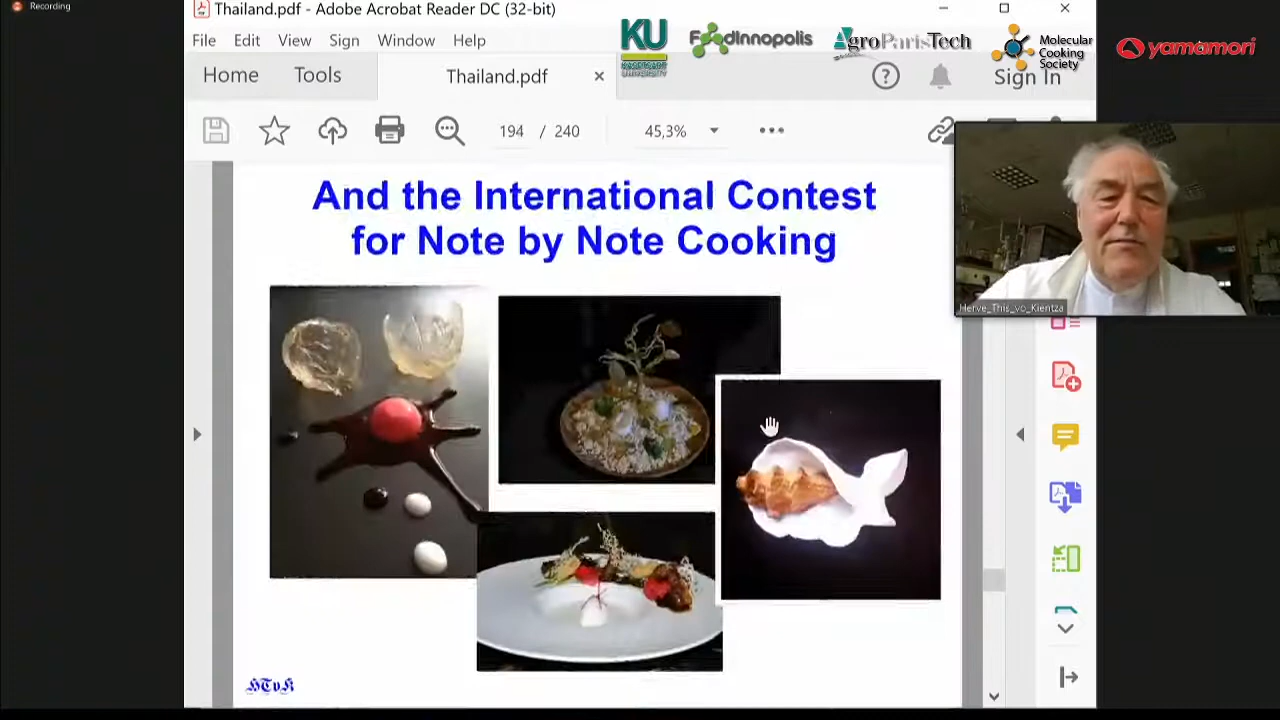 Recording
Thailand.pdf - Adobe Acrobat Reader DC (32-bit)
File Edit View Sign Window Help
KU
KASETSART
UNIVERSITY
Foodinnopolis
AgroParisTech
Molecular
Cooking
Society
yamamori
Home Tools Thailand.pdf
Sign In
194 / 240 45,3%
And the International Contest
for Note by Note Cooking
Herve_This_vo_Kientza
HTvK